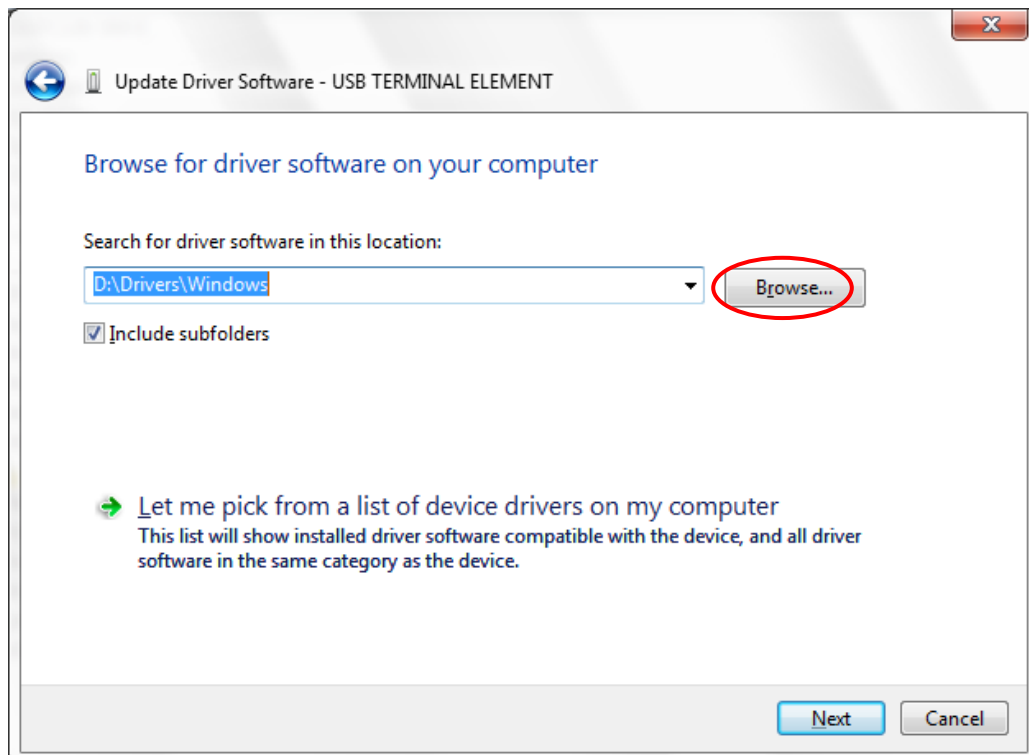 Update Driver Software - USB TERMINAL ELEMENT
Browse for driver software on your computer
Search for driver software in this location:
D:\Drivers\Windows
Browse...
Include subfolders
Let me pick from a list of device drivers on my computer
This list will show installed driver software compatible with the device, and all driver
software in the same category as the device.
Next
Cancel